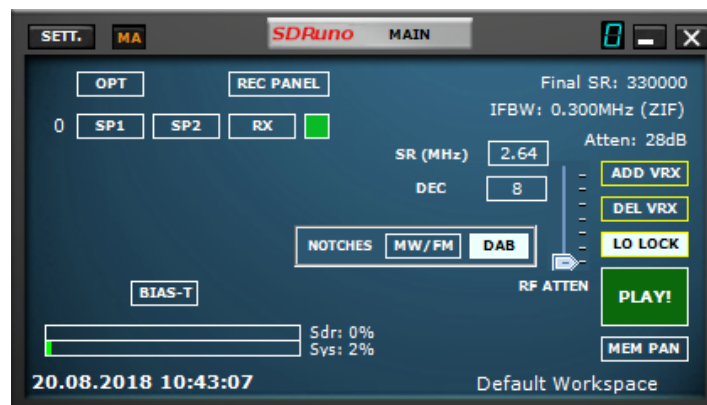 SETT. MA SDRuno MAIN 0
OPT REC PANEL Final SR: 330000
IFBW: 0.300MHz (ZIF)
0 SP1 SP2 RX
Atten: 28dB
SR (MHz) 2.64
ADD VRX
DEC 8
DEL VRX
NOTCHES MW/FM DAB LO LOCK
BIAS-T RF ATTEN PLAY!
Sdr: 0%
Sys: 2% MEM PAN
20.08.2018 10:43:07 Default Workspace